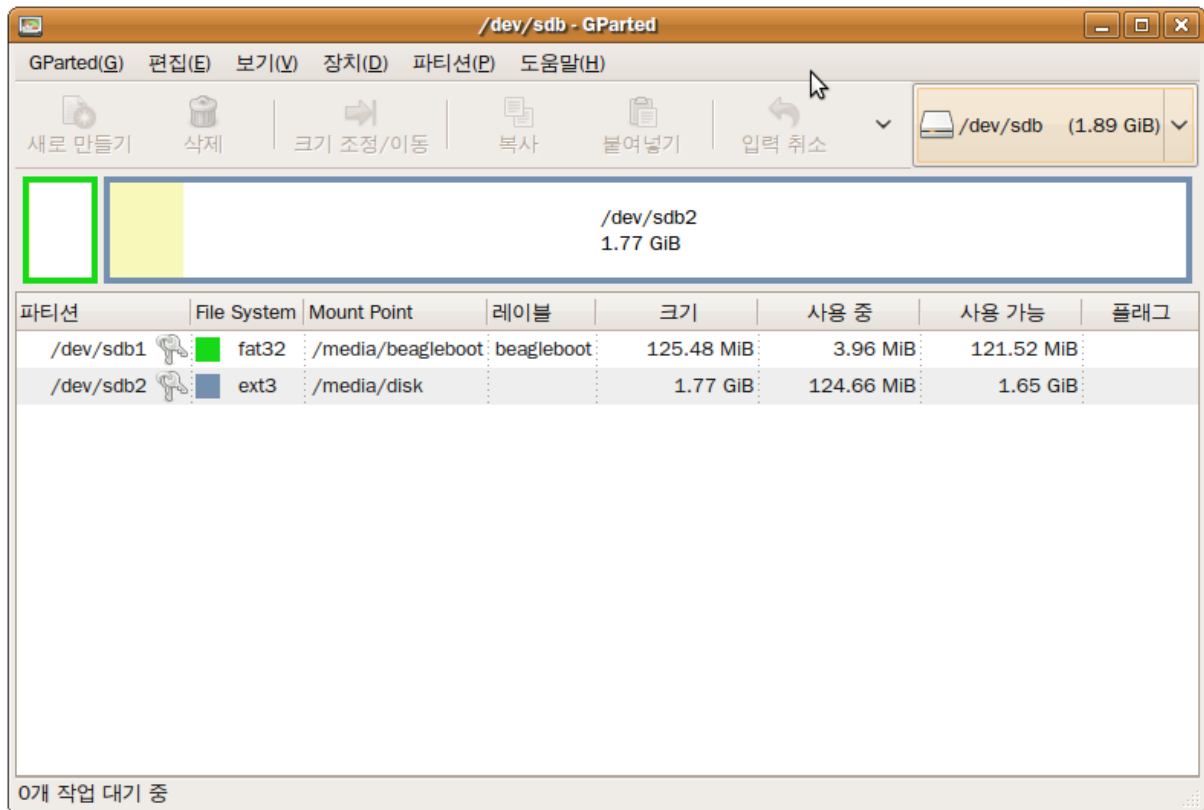 /dev/sdb - GParted
GParted(G) 편집(E) 보기(V) 장치(D) 파티션(P) 도움말(H)
새로 만들기 삭제 크기 조정/이동 복사 붙여넣기 입력 취소 /dev/sdb (1.89 GiB)
/dev/sdb2
1.77 GiB
파티션 File System Mount Point 레이블 크기 사용 중 사용 가능 플래그
/dev/sdb1 fat32 /media/beagleboot beagleboot 125.48 MiB 3.96 MiB 121.52 MiB
/dev/sdb2 ext3 /media/disk 1.77 GiB 124.66 MiB 1.65 GiB
0개 작업 대기 중